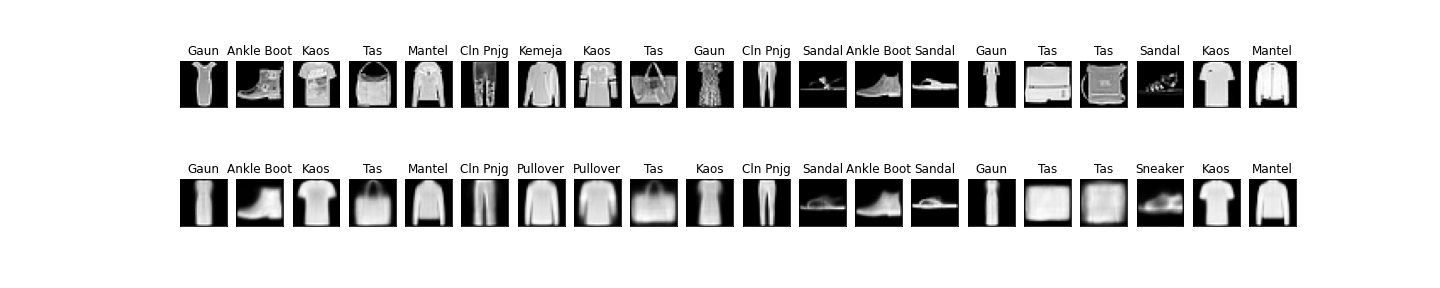 Gaun Ankle Boot Kaos Tas Mantel Cln Pnjg Kemeja Kaos Tas Gaun Cln Pnjg Sandal Ankle Boot Sandal Gaun Tas Tas Sandal Kaos Mantel
Gaun Ankle Boot Kaos Tas Mantel Cln Pnjg Pullover Pullover Tas Kaos Cln Pnjg Sandal Ankle Boot Sandal Gaun Tas Tas Sneaker Kaos Mantel